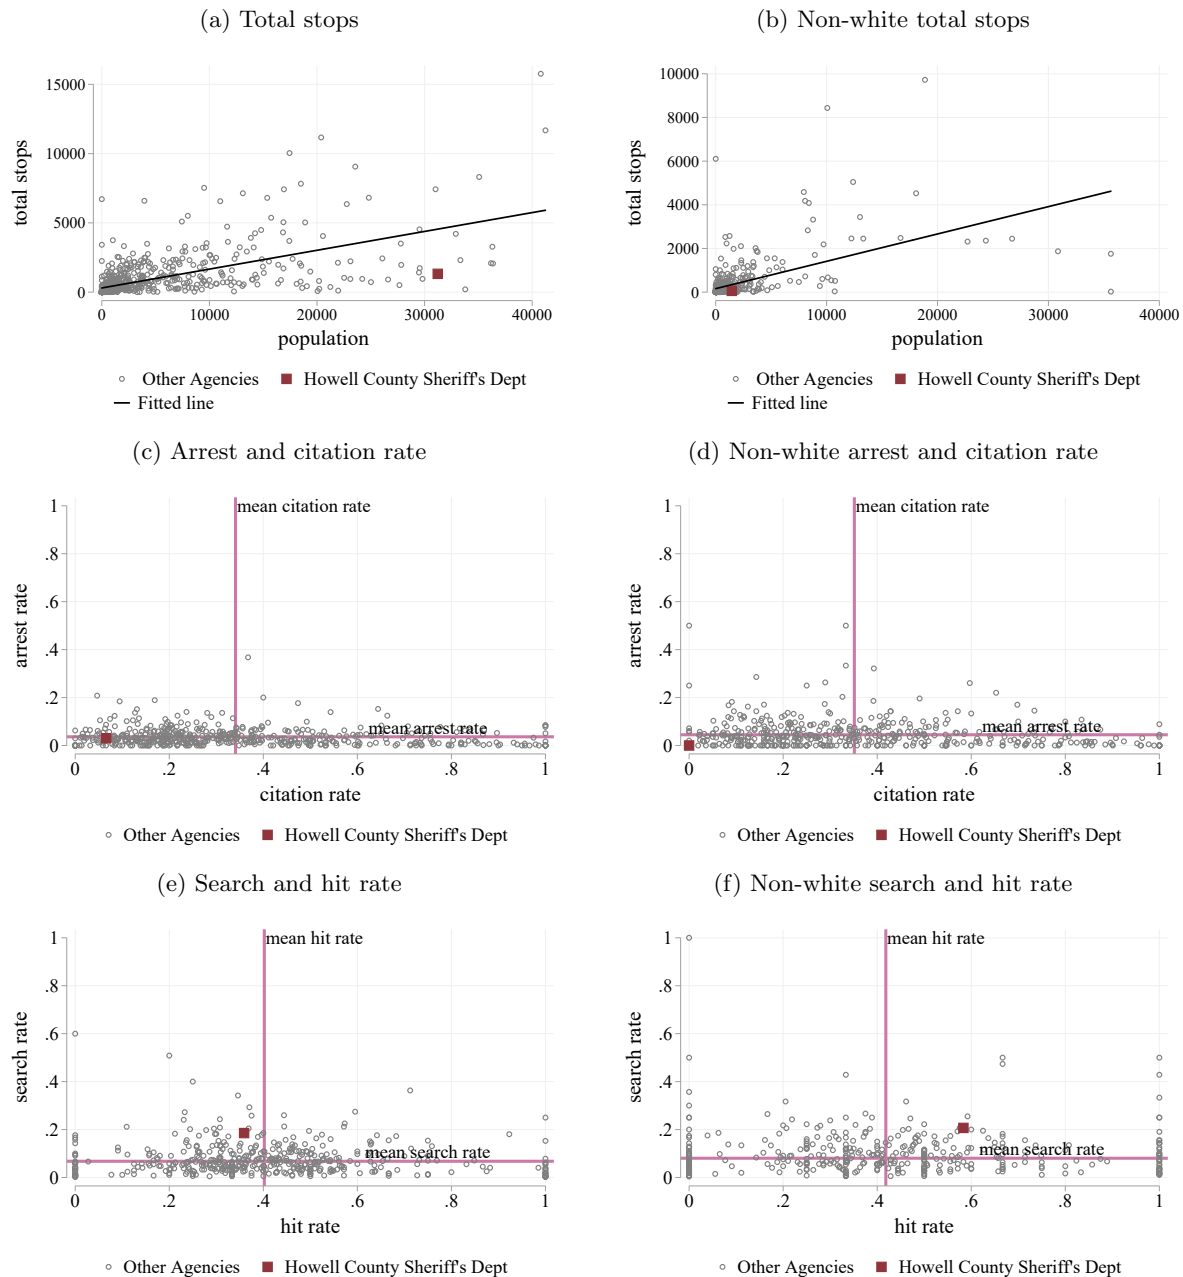 (a) Total stops
total stops
15000
10000
5000
0
0 10000 20000 30000 40000
population
Other Agencies Howell County Sheriff's Dept
Fitted line
(b) Non-white total stops
total stops
10000
8000
6000
4000
2000
0
0 10000 20000 30000 40000
population
Other Agencies Howell County Sheriff's Dept
Fitted line
(c) Arrest and citation rate
arrest rate
1
.8
.6
.4
.2
0
mean citation rate
mean arrest rate
0 .2 .4 .6 .8 1
citation rate
Other Agencies Howell County Sheriff's Dept
(d) Non-white arrest and citation rate
arrest rate
1
.8
.6
.4
.2
0
mean citation rate
mean arrest rate
0 .2 .4 .6 .8 1
citation rate
Other Agencies Howell County Sheriff's Dept
(e) Search and hit rate
search rate
1
.8
.6
.4
.2
0
mean hit rate
mean search rate
0 .2 .4 .6 .8 1
hit rate
Other Agencies Howell County Sheriff's Dept
(f) Non-white search and hit rate
search rate
1
.8
.6
.4
.2
0
mean hit rate
mean search rate
0 .2 .4 .6 .8 1
hit rate
Other Agencies Howell County Sheriff's Dept